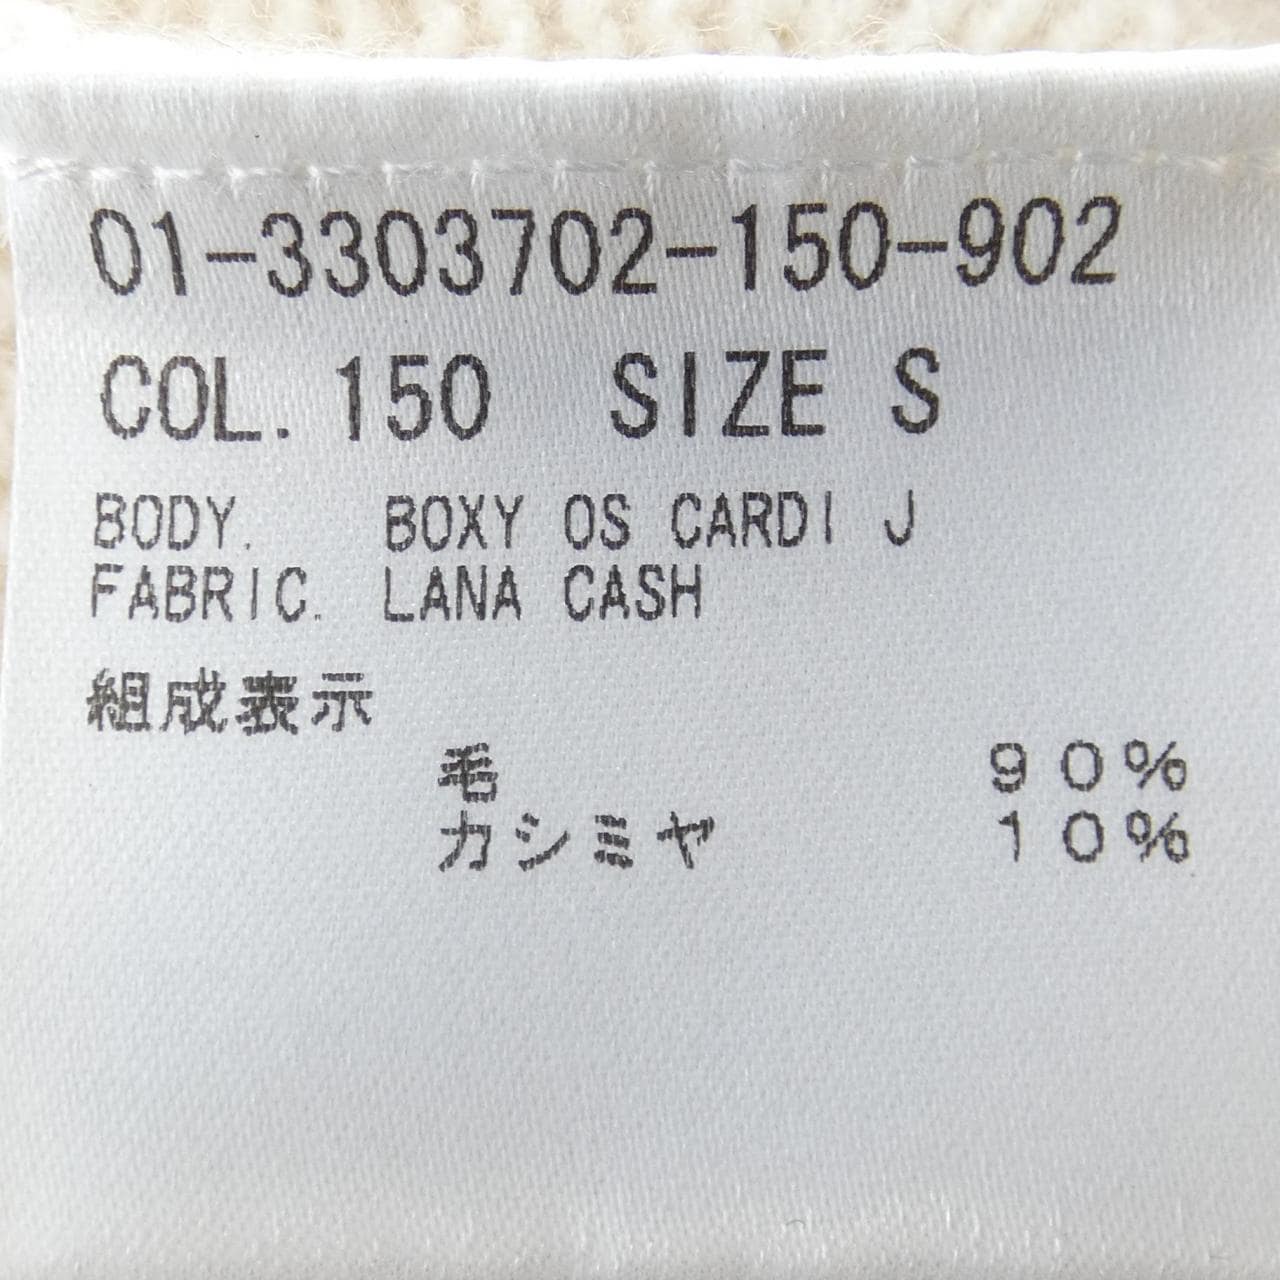 01-3303702-150-902
COL.150 SIZE S
BODY. BOXY OS CARDI J
FABRIC. LANA CASH
組成表示
毛 90%
カシミヤ 10%